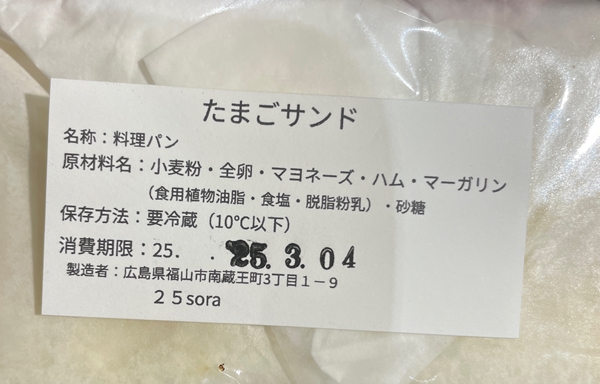 たまごサンド
名称：料理パン
原材料名：小麦粉・全卵・マヨネーズ・ハム・マーガリン
（食用植物油脂・食塩・脱脂粉乳）・砂糖
保存方法：要冷蔵（10℃以下）
消費期限：25. . 25. 3. 04
製造者：広島県福山市南蔵王町3丁目１－９
２５sora